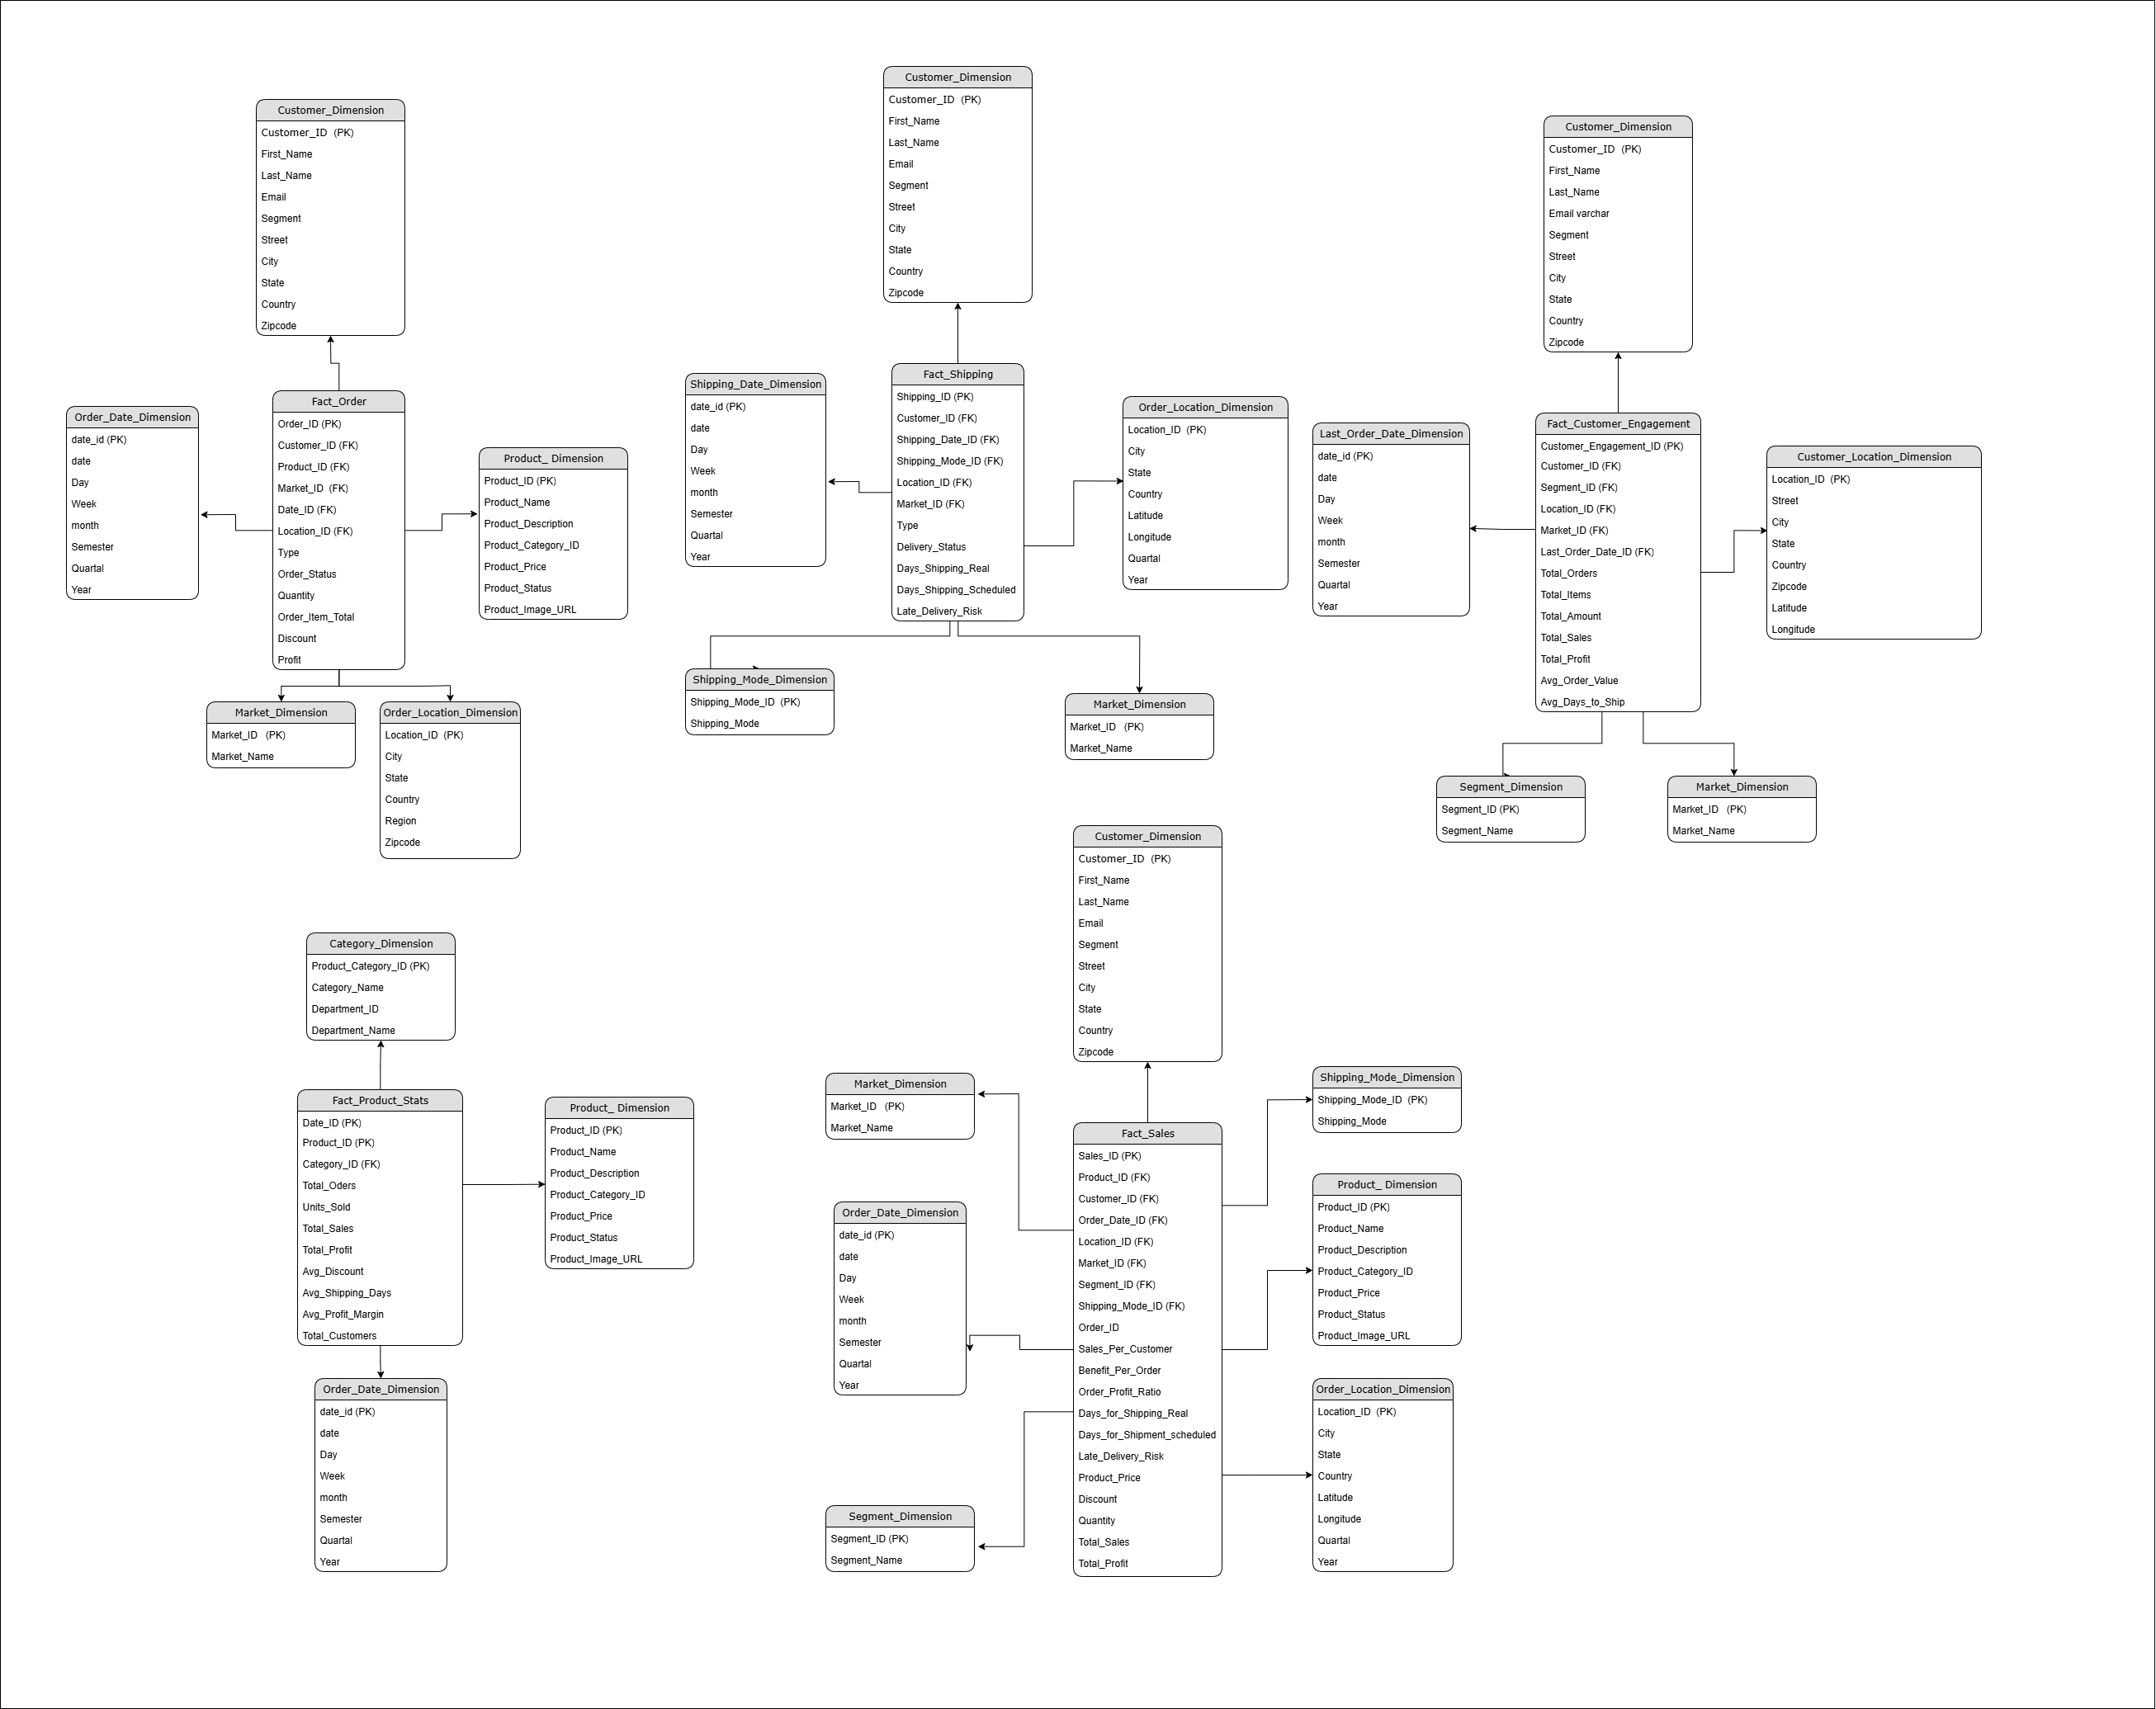 Customer_Dimension
Customer_ID (PK)
First_Name
Last_Name
Email
Segment
Street
City
State
Country
Zipcode
Order_Date_Dimension
date_id (PK)
date
Day
Week
month
Semester
Quartal
Year
Fact_Order
Order_ID (PK)
Customer_ID (FK)
Product_ID (FK)
Market_ID (FK)
Date_ID (FK)
Location_ID (FK)
Type
Order_Status
Quantity
Order_Item_Total
Discount
Profit
Product_ Dimension
Product_ID (PK)
Product_Name
Product_Description
Product_Category_ID
Product_Price
Product_Status
Product_Image_URL
Market_Dimension
Market_ID (PK)
Market_Name
Order_Location_Dimension
Location_ID (PK)
City
State
Country
Region
Zipcode
Customer_Dimension
Customer_ID (PK)
First_Name
Last_Name
Email
Segment
Street
City
State
Country
Zipcode
Shipping_Date_Dimension
date_id (PK)
date
Day
Week
month
Semester
Quartal
Year
Fact_Shipping
Shipping_ID (PK)
Customer_ID (FK)
Shipping_Date_ID (FK)
Shipping_Mode_ID (FK)
Location_ID (FK)
Market_ID (FK)
Type
Delivery_Status
Days_Shipping_Real
Days_Shipping_Scheduled
Late_Delivery_Risk
Order_Location_Dimension
Location_ID (PK)
City
State
Country
Latitude
Longitude
Quartal
Year
Shipping_Mode_Dimension
Shipping_Mode_ID (PK)
Shipping_Mode
Market_Dimension
Market_ID (PK)
Market_Name
Customer_Dimension
Customer_ID (PK)
First_Name
Last_Name
Email varchar
Segment
Street
City
State
Country
Zipcode
Last_Order_Date_Dimension
date_id (PK)
date
Day
Week
month
Semester
Quartal
Year
Fact_Customer_Engagement
Customer_Engagement_ID (PK)
Customer_ID (FK)
Segment_ID (FK)
Location_ID (FK)
Market_ID (FK)
Last_Order_Date_ID (FK)
Total_Orders
Total_Items
Total_Amount
Total_Sales
Total_Profit
Avg_Order_Value
Avg_Days_to_Ship
Customer_Location_Dimension
Location_ID (PK)
Street
City
State
Country
Zipcode
Latitude
Longitude
Segment_Dimension
Segment_ID (PK)
Segment_Name
Market_Dimension
Market_ID (PK)
Market_Name
Category_Dimension
Product_Category_ID (PK)
Category_Name
Department_ID
Department_Name
Fact_Product_Stats
Date_ID (PK)
Product_ID (PK)
Category_ID (FK)
Total_Oders
Units_Sold
Total_Sales
Total_Profit
Avg_Discount
Avg_Shipping_Days
Avg_Profit_Margin
Total_Customers
Product_ Dimension
Product_ID (PK)
Product_Name
Product_Description
Product_Category_ID
Product_Price
Product_Status
Product_Image_URL
Order_Date_Dimension
date_id (PK)
date
Day
Week
month
Semester
Quartal
Year
Customer_Dimension
Customer_ID (PK)
First_Name
Last_Name
Email
Segment
Street
City
State
Country
Zipcode
Market_Dimension
Market_ID (PK)
Market_Name
Order_Date_Dimension
date_id (PK)
date
Day
Week
month
Semester
Quartal
Year
Segment_Dimension
Segment_ID (PK)
Segment_Name
Fact_Sales
Sales_ID (PK)
Product_ID (FK)
Customer_ID (FK)
Order_Date_ID (FK)
Location_ID (FK)
Market_ID (FK)
Segment_ID (FK)
Shipping_Mode_ID (FK)
Order_ID
Sales_Per_Customer
Benefit_Per_Order
Order_Profit_Ratio
Days_for_Shipping_Real
Days_for_Shipment_scheduled
Late_Delivery_Risk
Product_Price
Discount
Quantity
Total_Sales
Total_Profit
Shipping_Mode_Dimension
Shipping_Mode_ID (PK)
Shipping_Mode
Product_ Dimension
Product_ID (PK)
Product_Name
Product_Description
Product_Category_ID
Product_Price
Product_Status
Product_Image_URL
Order_Location_Dimension
Location_ID (PK)
City
State
Country
Latitude
Longitude
Quartal
Year